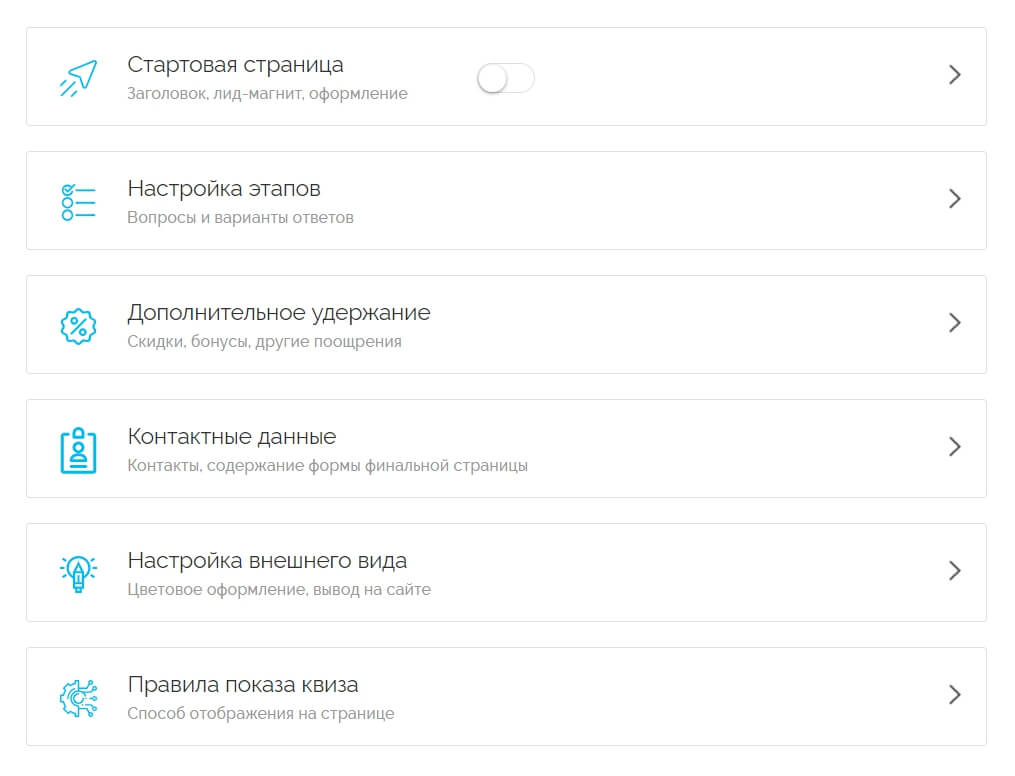 Стартовая страница
Заголовок, лид-магнит, оформление
Настройка этапов
Вопросы и варианты ответов
Дополнительное удержание
Скидки, бонусы, другие поощрения
Контактные данные
Контакты, содержание формы финальной страницы
Настройка внешнего вида
Цветовое оформление, вывод на сайте
Правила показа квиза
Способ отображения на странице